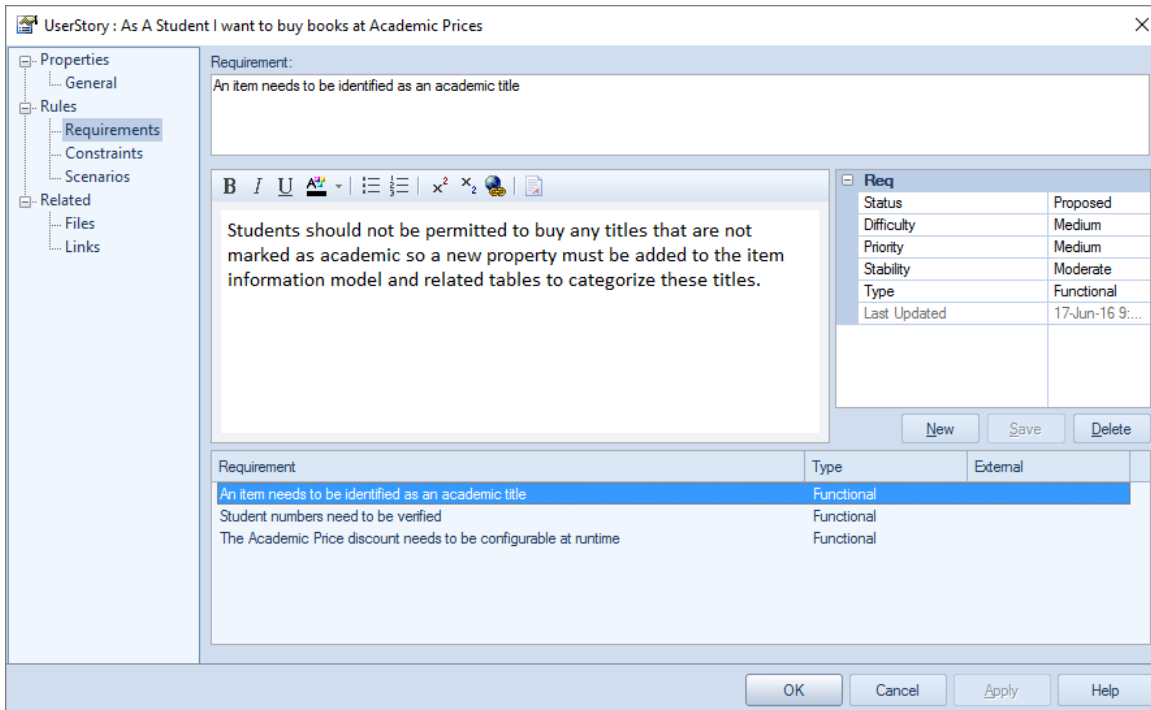 UserStory : As A Student I want to buy books at Academic Prices
Properties
General
Rules
Requirements
Constraints
Scenarios
Related
Files
Links
Requirement:
An item needs to be identified as an academic title
B I U A x² x₂
Students should not be permitted to buy any titles that are not
marked as academic so a new property must be added to the item
information model and related tables to categorize these titles.
Req
Status Proposed
Difficulty Medium
Priority Medium
Stability Moderate
Type Functional
Last Updated 17-Jun-16 9:...
New Save Delete
Requirement Type External
An item needs to be identified as an academic title Functional
Student numbers need to be verified Functional
The Academic Price discount needs to be configurable at runtime Functional
OK Cancel Apply Help